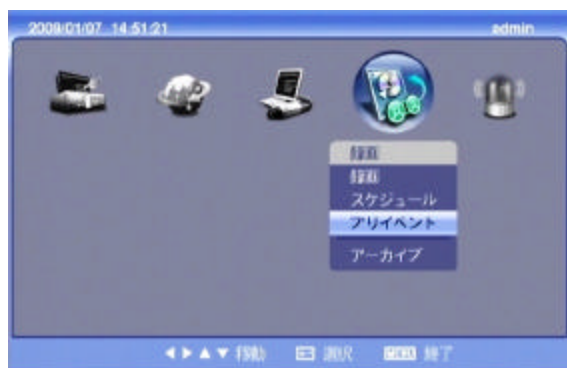 2009/01/07 14:51:21 admin
録画
録画
スケジュール
プリイベント
アーカイブ
◀ ▶ ▲ ▼ 移動 選択 MENU 終了